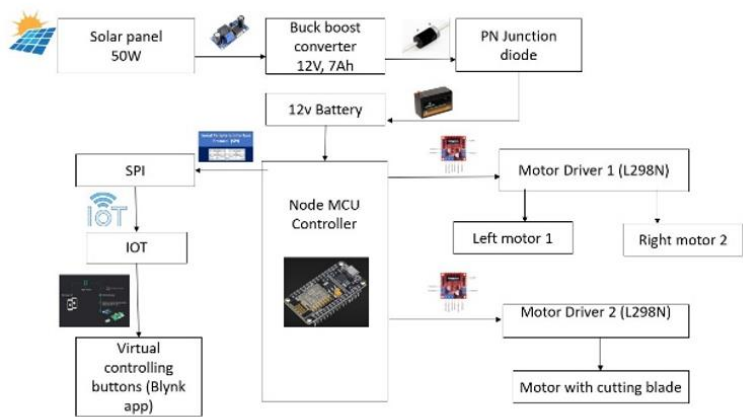 Solar panel
50W
Buck boost
converter
12V, 7Ah
PN Junction
diode
12v Battery
SPI
IoT
IOT
Virtual
controlling
buttons (Blynk
app)
Node MCU
Controller
Motor Driver 1 (L298N)
Left motor 1
Right motor 2
Motor Driver 2 (L298N)
Motor with cutting blade